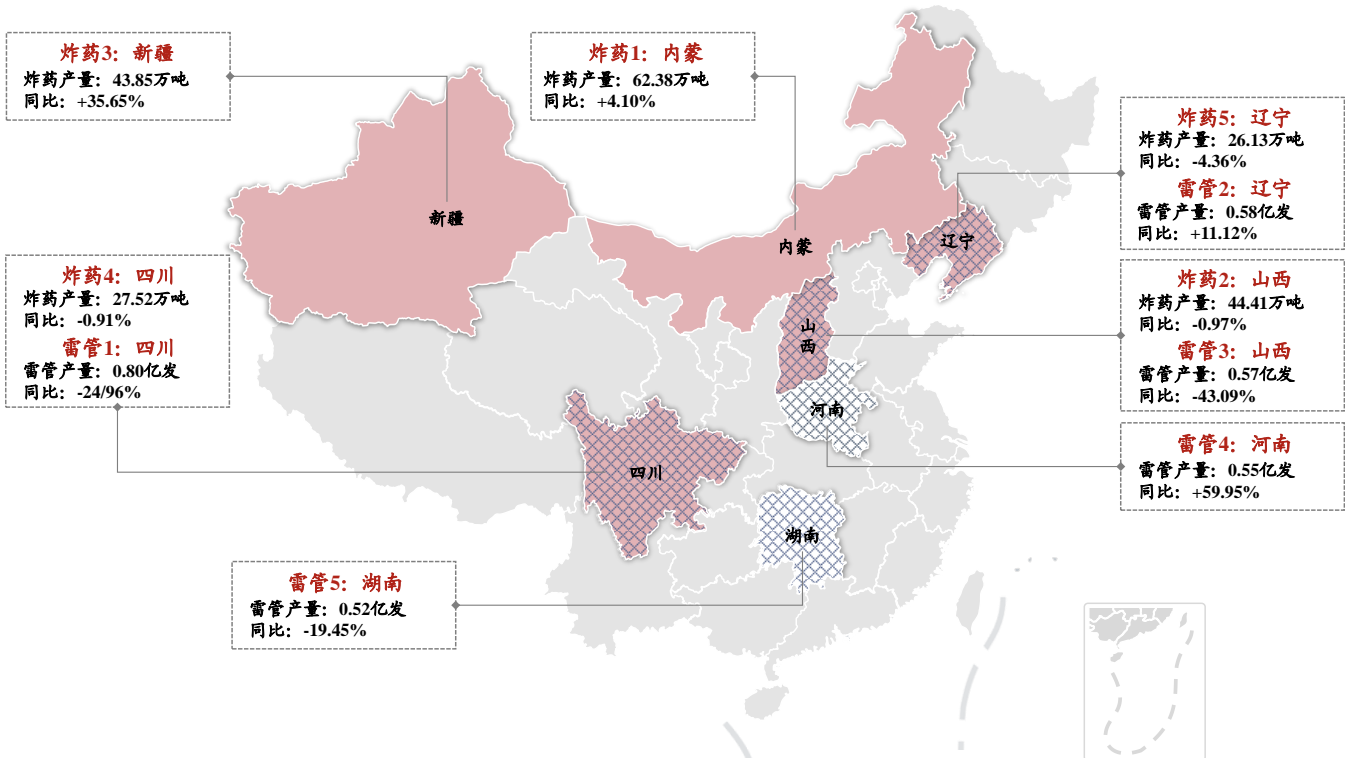 炸药3：新疆
炸药产量：43.85万吨
同比：+35.65%
炸药1：内蒙
炸药产量：62.38万吨
同比：+4.10%
炸药5：辽宁
炸药产量：26.13万吨
同比：-4.36%
雷管2：辽宁
雷管产量：0.58亿发
同比：+11.12%
新疆
内蒙
辽宁
炸药4：四川
炸药产量：27.52万吨
同比：-0.91%
雷管1：四川
雷管产量：0.80亿发
同比：-24/96%
炸药2：山西
炸药产量：44.41万吨
同比：-0.97%
雷管3：山西
雷管产量：0.57亿发
同比：-43.09%
山
西
河南
雷管4：河南
雷管产量：0.55亿发
同比：+59.95%
四川
湖南
雷管5：湖南
雷管产量：0.52亿发
同比：-19.45%